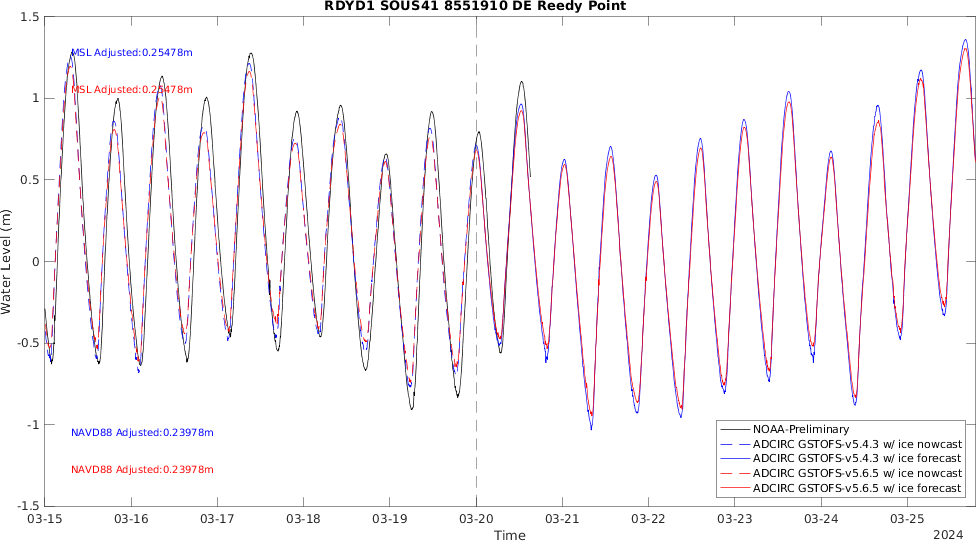 RDYD1 SOUS41 8551910 DE Reedy Point
1.5
1
0.5
0
-0.5
-1
-1.5
Water Level (m)
MSL Adjusted:0.25478m
MSL Adjusted:0.25478m
NAVD88 Adjusted:0.23978m
NAVD88 Adjusted:0.23978m
NOAA-Preliminary
ADCIRC GSTOFS-v5.4.3 w/ ice nowcast
ADCIRC GSTOFS-v5.4.3 w/ ice forecast
ADCIRC GSTOFS-v5.6.5 w/ ice nowcast
ADCIRC GSTOFS-v5.6.5 w/ ice forecast
03-15 03-16 03-17 03-18 03-19 03-20 03-21 03-22 03-23 03-24 03-25
Time
2024